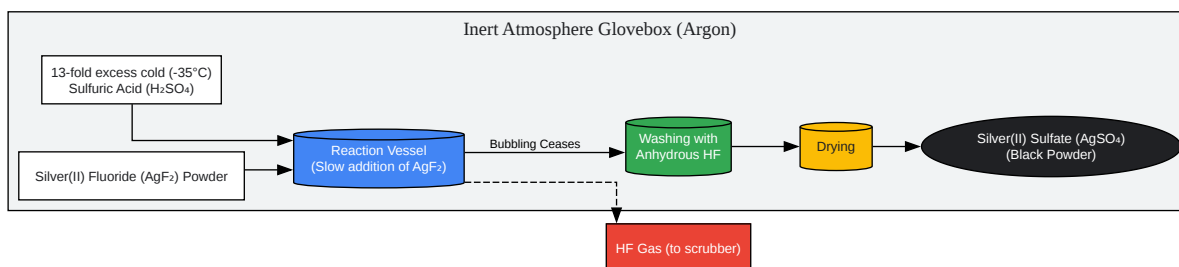 Inert Atmosphere Glovebox (Argon)
13-fold excess cold (-35°C)
Sulfuric Acid (H₂SO₄)
Silver(II) Fluoride (AgF₂) Powder
Reaction Vessel
(Slow addition of AgF₂)
Bubbling Ceases
Washing with
Anhydrous HF
Drying
Silver(II) Sulfate (AgSO₄)
(Black Powder)
HF Gas (to scrubber)